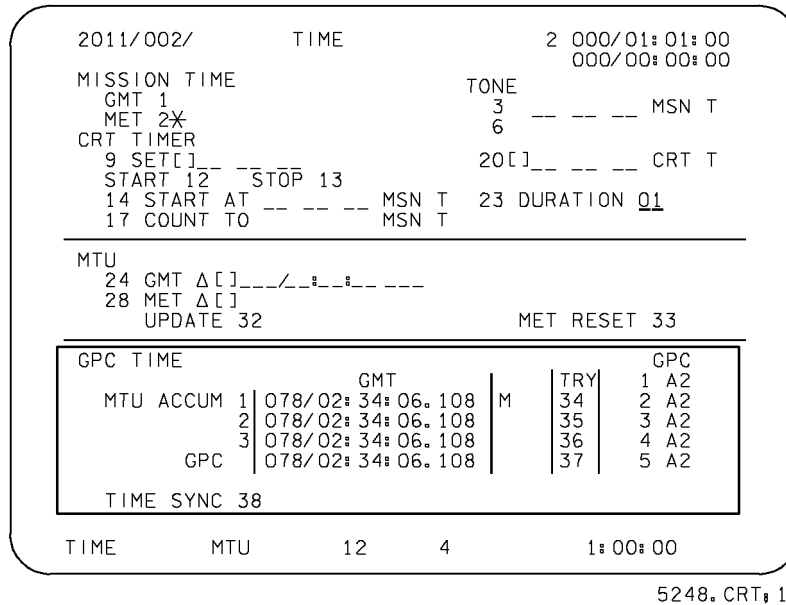 2011/002/ TIME 2 000/01:01:00
000/00:00:00
MISSION TIME TONE
GMT 1 3 __ __ __ MSN T
MET 2* 6
CRT TIMER
9 SET[]__ __ __ 20[]__ __ __ CRT T
START 12 STOP 13
14 START AT __ __ __ MSN T 23 DURATION 01
17 COUNT TO MSN T
MTU
24 GMT Δ[]___/__:__:__ ___
28 MET Δ[]
UPDATE 32 MET RESET 33
GPC TIME GPC
GMT TRY 1 A2
MTU ACCUM 1 078/02:34:06.108 M 34 2 A2
2 078/02:34:06.108 35 3 A2
3 078/02:34:06.108 36 4 A2
GPC 078/02:34:06.108 37 5 A2
TIME SYNC 38
TIME MTU 12 4 1:00:00
5248.CRT;1